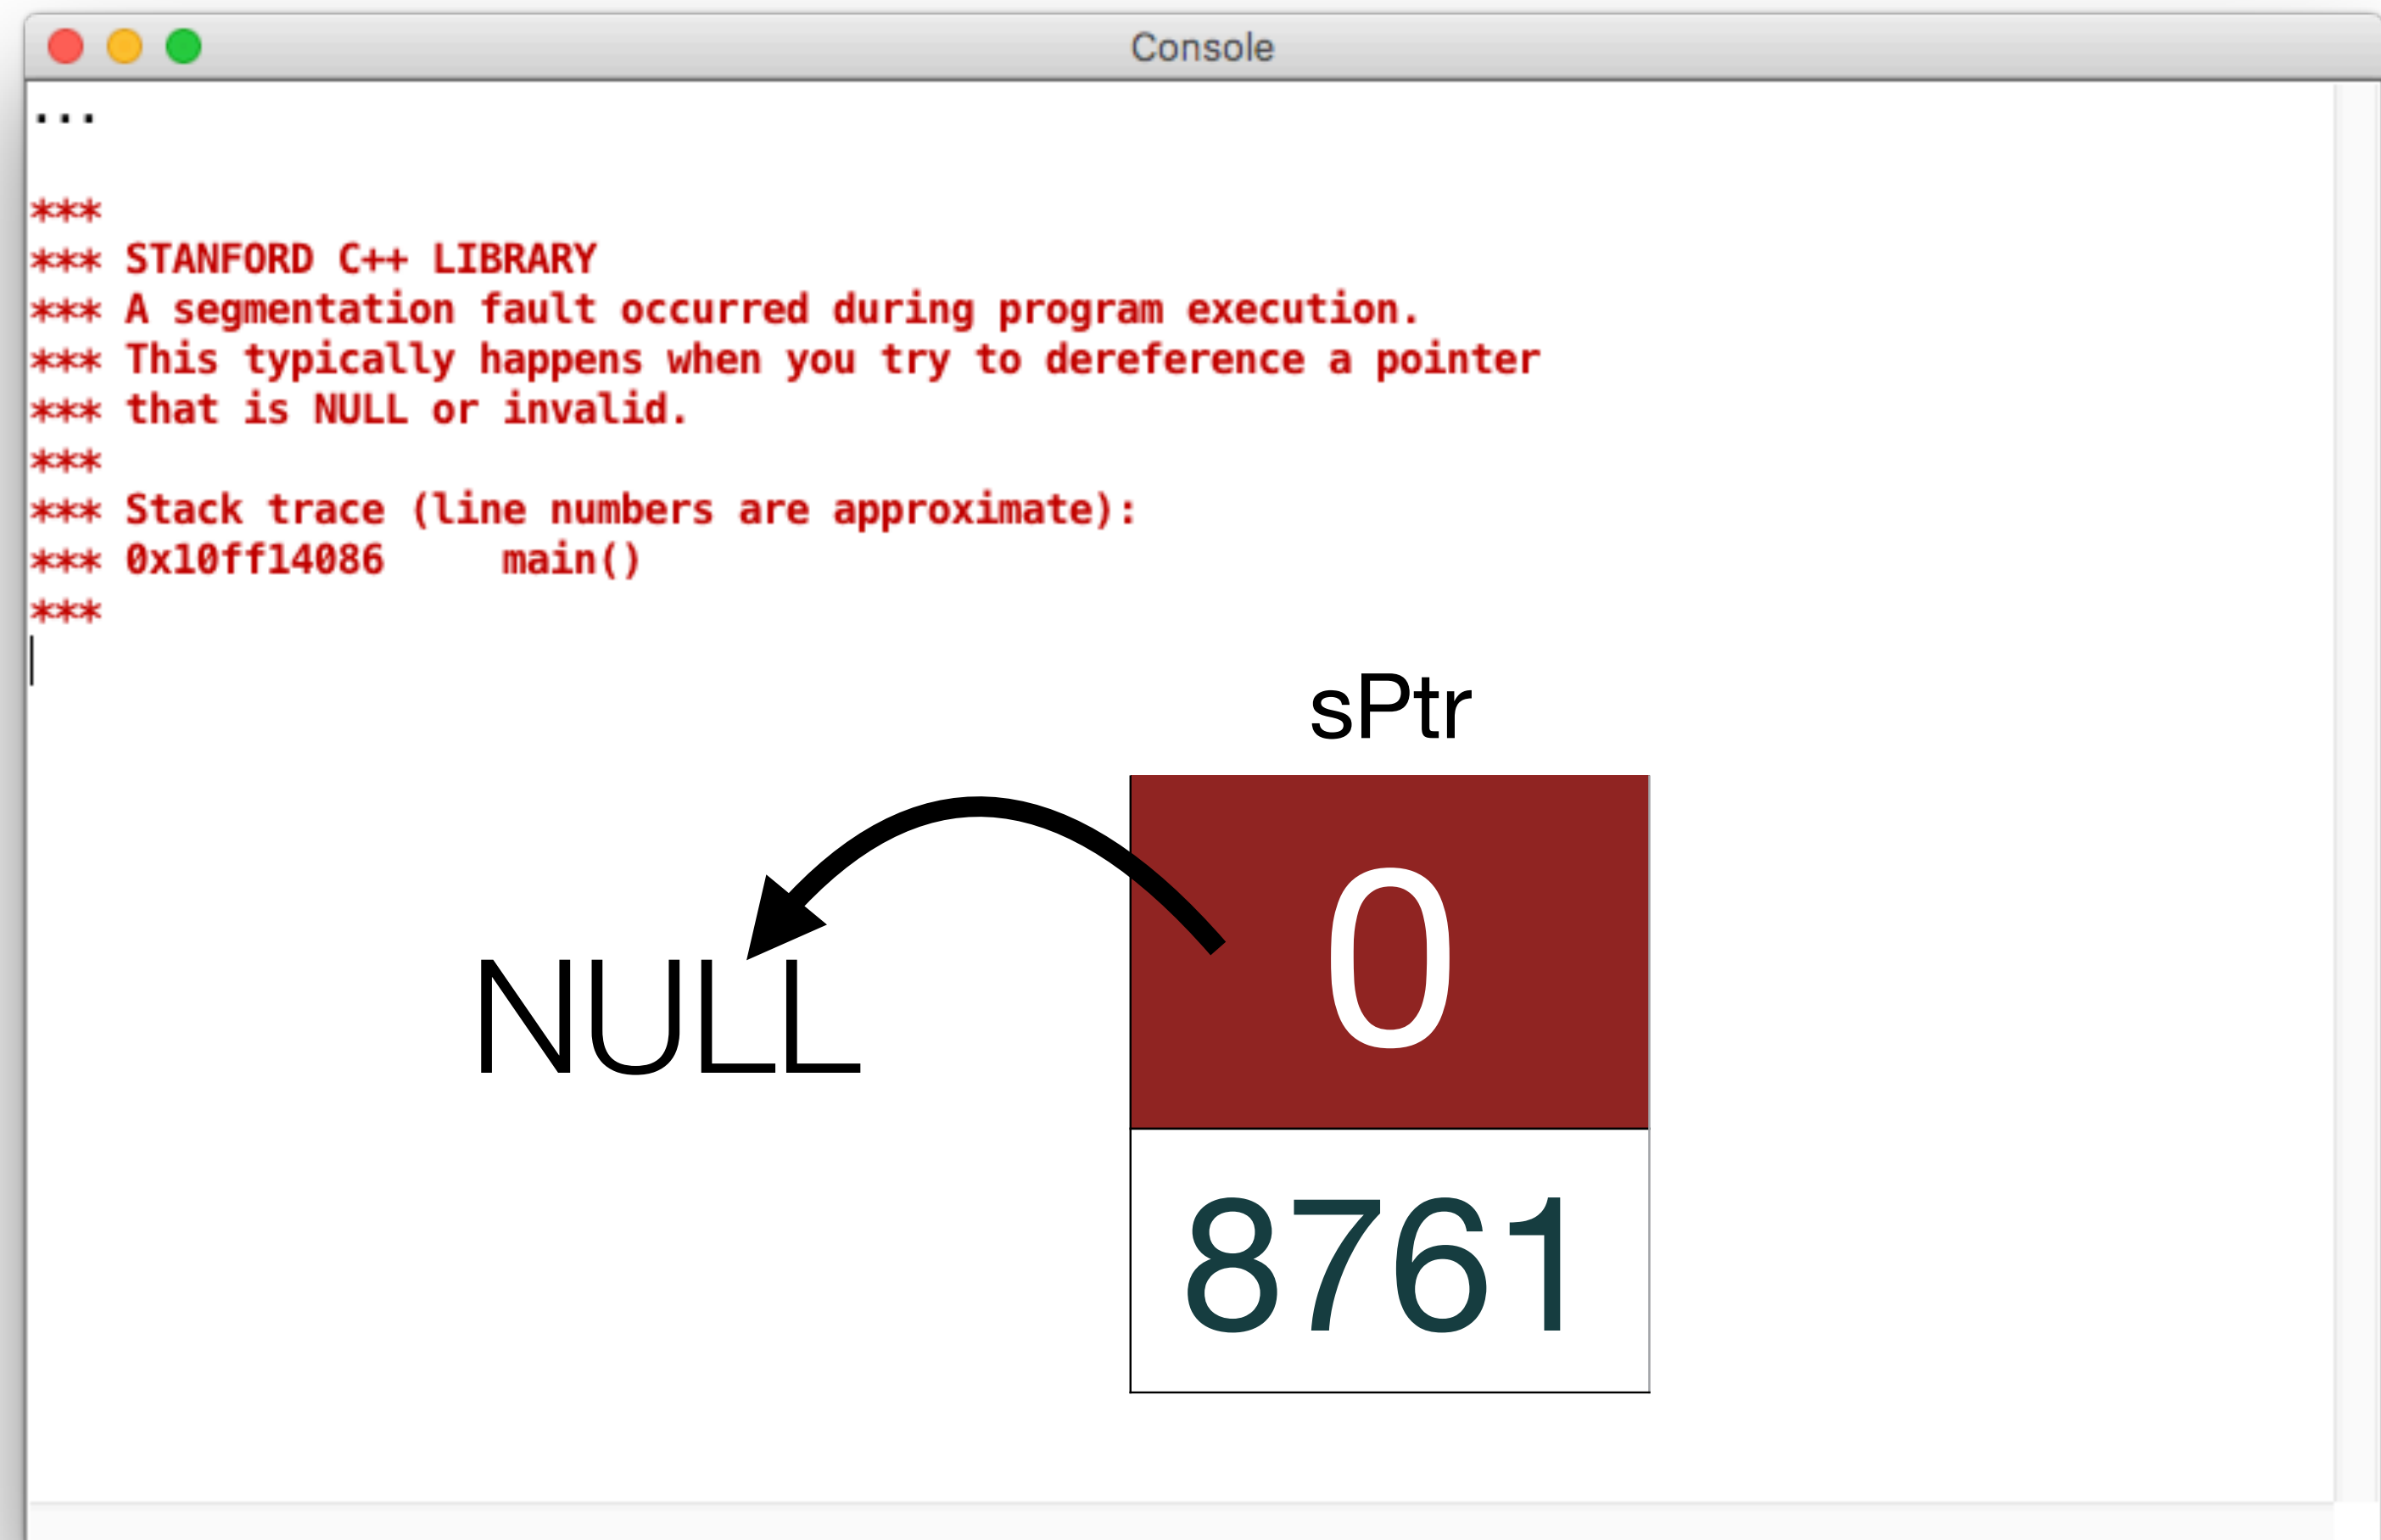 Console
...
***
*** STANFORD C++ LIBRARY
*** A segmentation fault occurred during program execution.
*** This typically happens when you try to dereference a pointer
*** that is NULL or invalid.
***
*** Stack trace (line numbers are approximate):
*** 0x10ff14086     main()
***
sPtr
0
NULL
8761